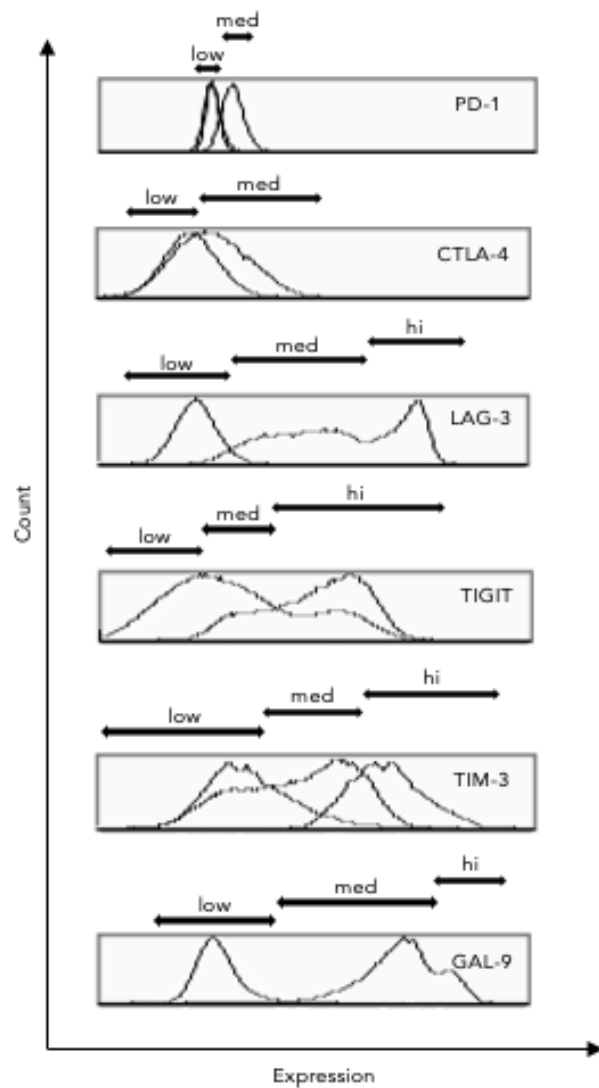 med
low
PD-1
med
low
CTLA-4
hi
med
low
LAG-3
hi
med
low
TIGIT
hi
med
low
TIM-3
hi
med
low
GAL-9
Count
Expression